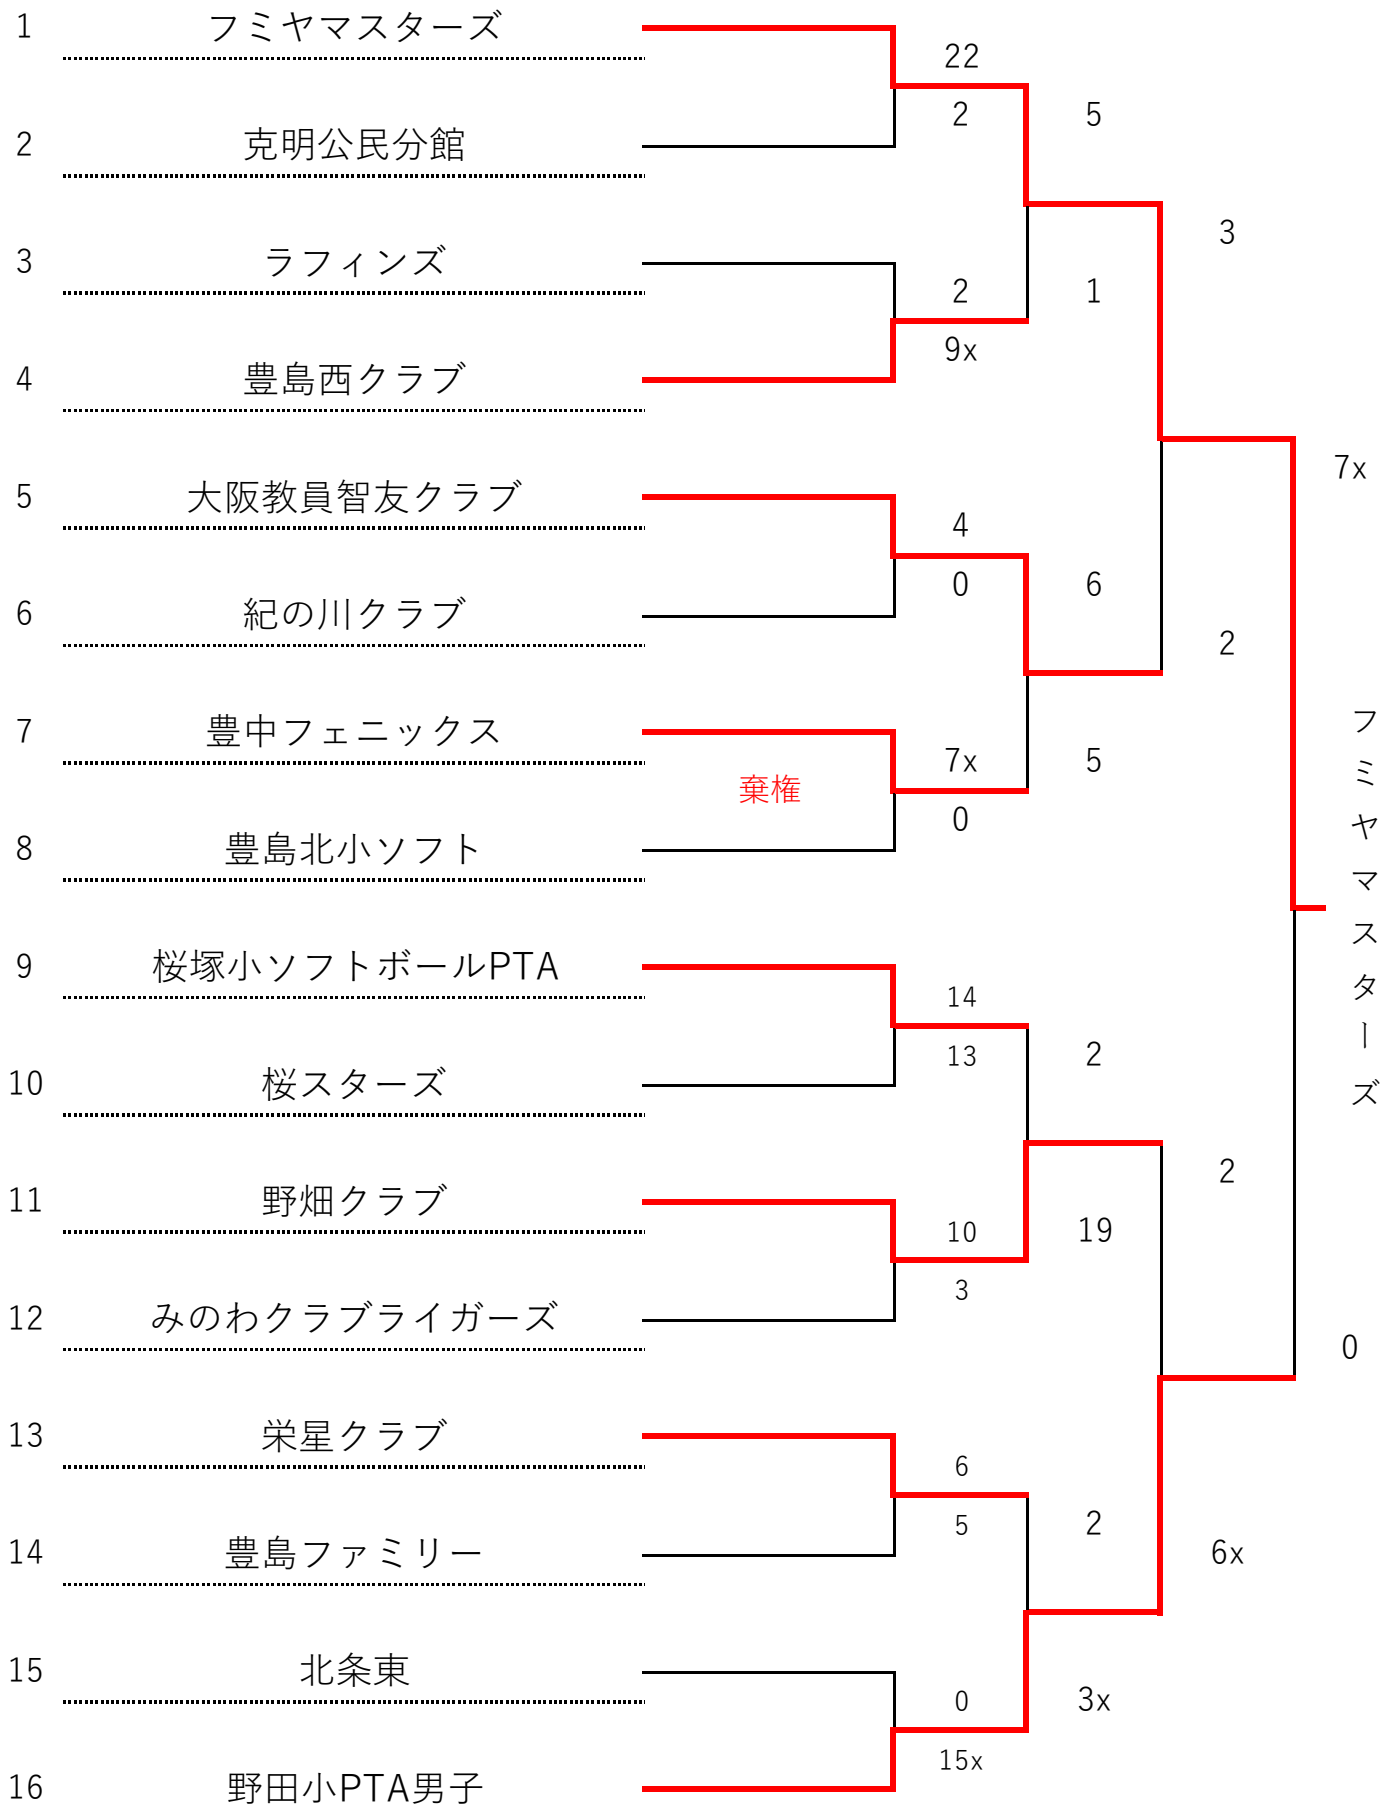 1 フミヤマスターズ
22
2 5
2 克明公民分館
3
3 ラフィンズ
2 1
9x
4 豊島西クラブ
7x
5 大阪教員智友クラブ
4
0 6
6 紀の川クラブ
2
7 豊中フェニックス
7x 5
棄権
0
8 豊島北小ソフト
フミヤマスターズ
9 桜塚小ソフトボールPTA
14
13 2
10 桜スターズ
2
11 野畑クラブ
10 19
3
12 みのわクラブライガーズ
0
13 栄星クラブ
6
5 2
14 豊島ファミリー
6x
15 北条東
0 3x
15x
16 野田小PTA男子